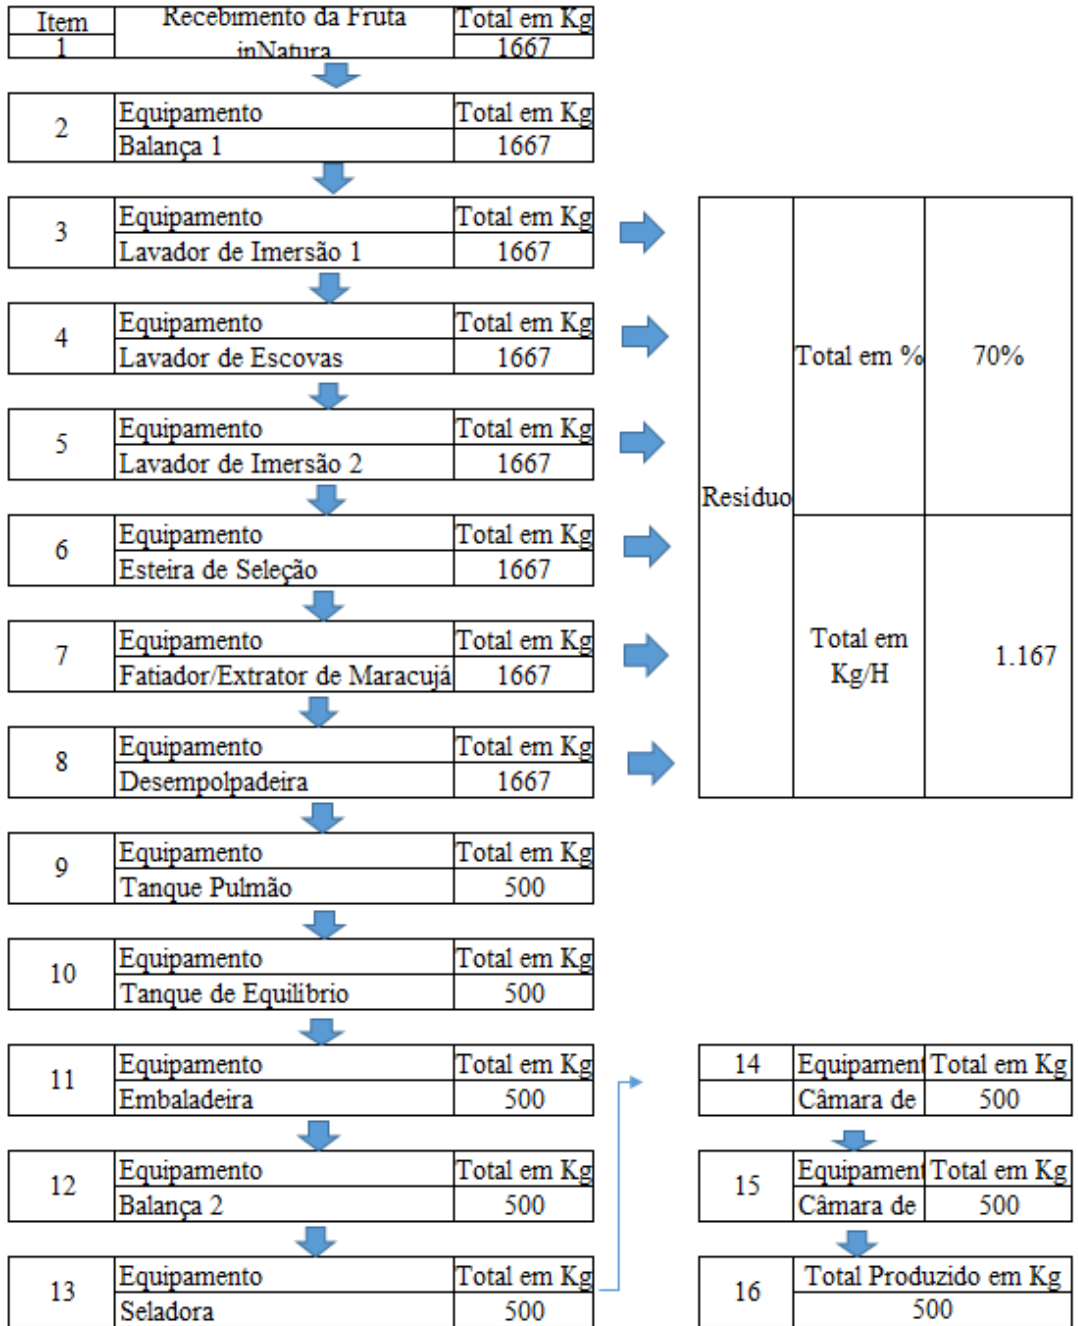 Item Recebimento da Fruta Total em Kg
1 inNatura 1667
2 Equipamento Total em Kg
Balança 1 1667
3 Equipamento Total em Kg
Lavador de Imersão 1 1667
4 Equipamento Total em Kg
Lavador de Escovas 1667
5 Equipamento Total em Kg
Lavador de Imersão 2 1667
6 Equipamento Total em Kg
Esteira de Seleção 1667
7 Equipamento Total em Kg
Fatiador/Extrator de Maracujá 1667
8 Equipamento Total em Kg
Desempolpadeira 1667
Resíduo
Total em % 70%
Total em
Kg/H
1.167
9 Equipamento Total em Kg
Tanque Pulmão 500
10 Equipamento Total em Kg
Tanque de Equilíbrio 500
11 Equipamento Total em Kg
Embaladeira 500
12 Equipamento Total em Kg
Balança 2 500
13 Equipamento Total em Kg
Seladora 500
14 Equipament Total em Kg
Câmara de 500
15 Equipament Total em Kg
Câmara de 500
16 Total Produzido em Kg
500